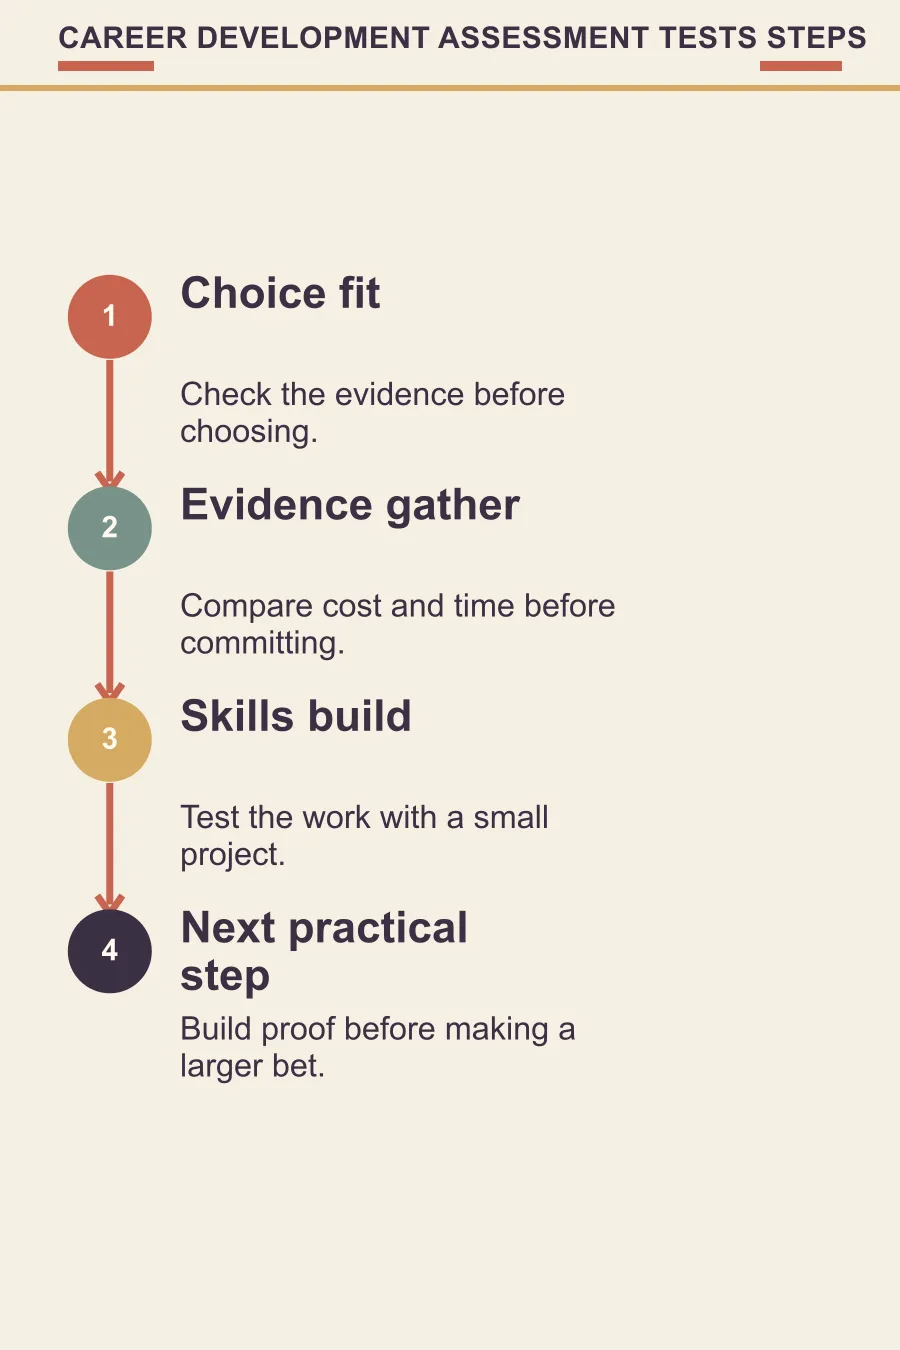 CAREER DEVELOPMENT ASSESSMENT TESTS STEPS
1
Choice fit
Check the evidence before
choosing.
2
Evidence gather
Compare cost and time before
committing.
3
Skills build
Test the work with a small
project.
4
Next practical
step
Build proof before making a
larger bet.